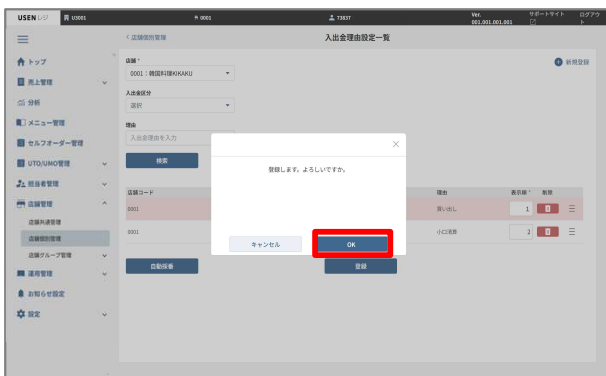 USEN レジ
U3001
0001
T3837
Ver.
001.001.001.001
サポートサイト
ログアウト
< 店舗個別管理
入出金理由設定一覧
トップ
売上管理
分析
メニュー管理
セルフオーダー管理
UTO/UMO管理
担当者管理
店舗管理
店舗共通管理
店舗個別管理
店舗グループ管理
運用管理
お知らせ設定
設定
店舗 *
0001：韓国料理KIKAKU
新規登録
入出金区分
選択
理由
入出金理由を入力
検索
登録します。よろしいですか。
キャンセル
OK
店舗コード
理由
表示順 *
削除
0001
買い出し
1
0001
小口消費
2
自動採番
登録